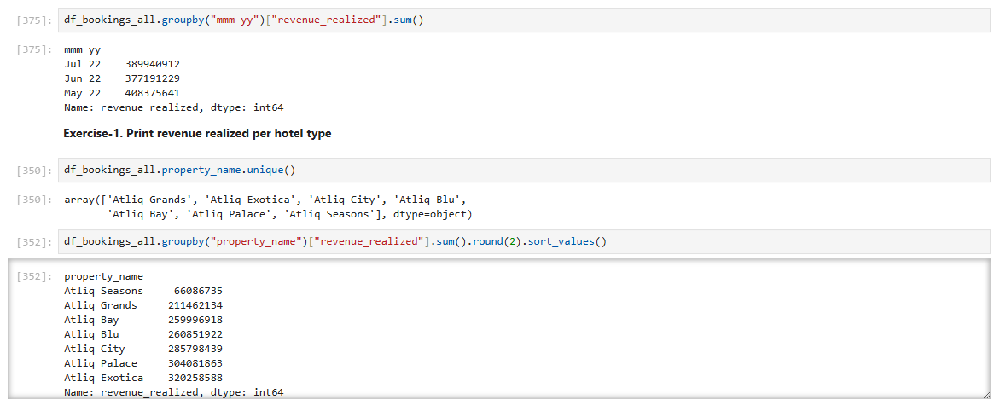 [375]: df_bookings_all.groupby("mmm yy")["revenue_realized"].sum()
[375]: mmm yy
Jul 22    389940912
Jun 22    377191229
May 22    408375641
Name: revenue_realized, dtype: int64
Exercise-1. Print revenue realized per hotel type
[350]: df_bookings_all.property_name.unique()
[350]: array(['Atliq Grands', 'Atliq Exotica', 'Atliq City', 'Atliq Blu',
       'Atliq Bay', 'Atliq Palace', 'Atliq Seasons'], dtype=object)
[352]: df_bookings_all.groupby("property_name")["revenue_realized"].sum().round(2).sort_values()
[352]: property_name
Atliq Seasons     66086735
Atliq Grands     211462134
Atliq Bay        259996918
Atliq Blu        260851922
Atliq City       285798439
Atliq Palace     304081863
Atliq Exotica    320258588
Name: revenue_realized, dtype: int64